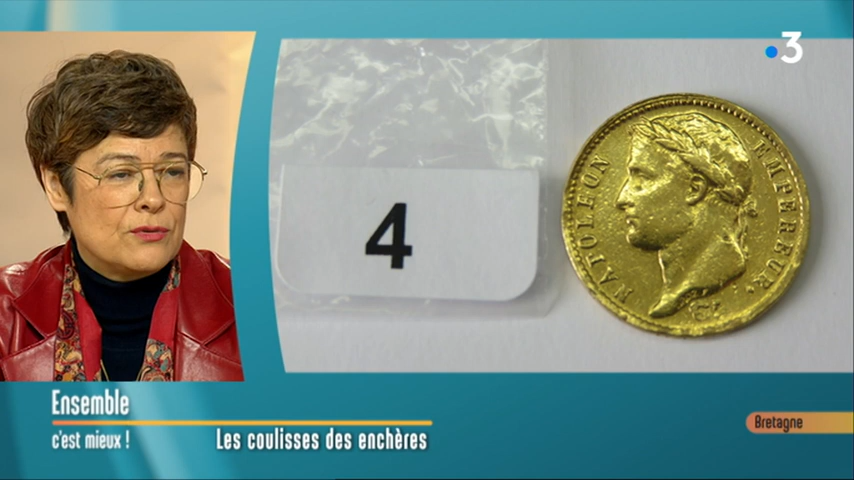 3
4
NAPOLEON EMPEREUR.
Ensemble
c'est mieux !
Les coulisses des enchères
Bretagne